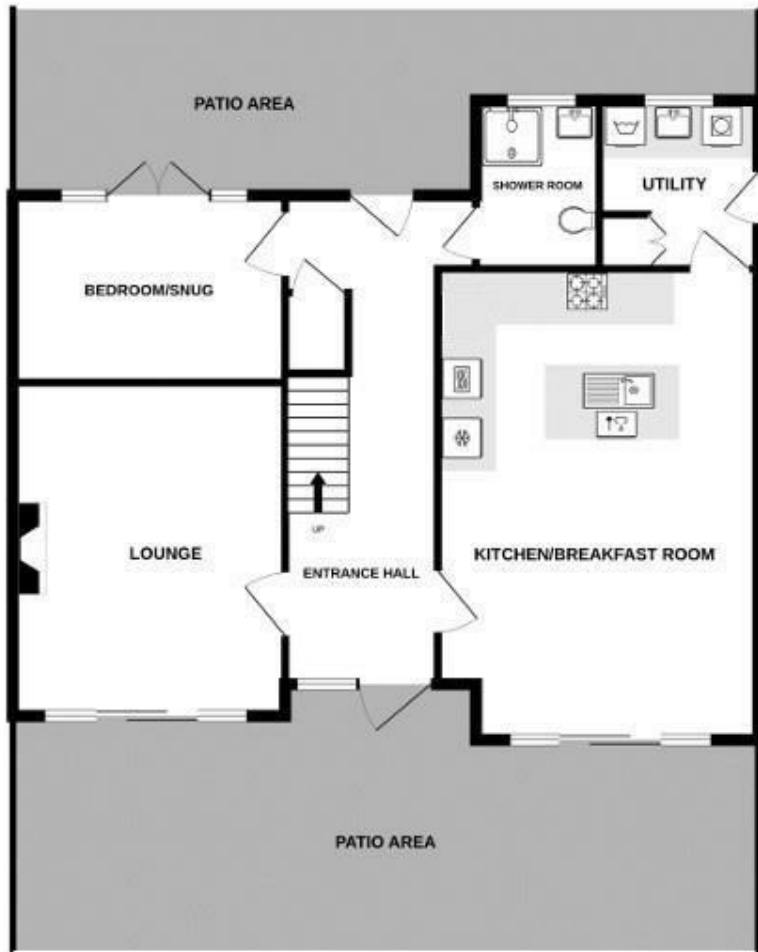 PATIO AREA
SHOWER ROOM
UTILITY
BEDROOM/SNUG
LOUNGE
UP
ENTRANCE HALL
KITCHEN/BREAKFAST ROOM
PATIO AREA